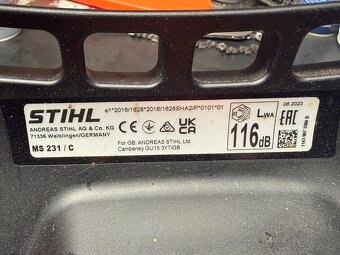 e1*2016/1628*2016/1628SHA2/P*0101*01
STIHL
ANDREAS STIHL AG & Co. KG
71336 Waiblingen/GERMANY
MS 231 / C
CE
UK CA
For GB: ANDREAS STIHL Ltd.
Camberley GU15 3YT/GB
LWA
116dB
06.2023
EAC